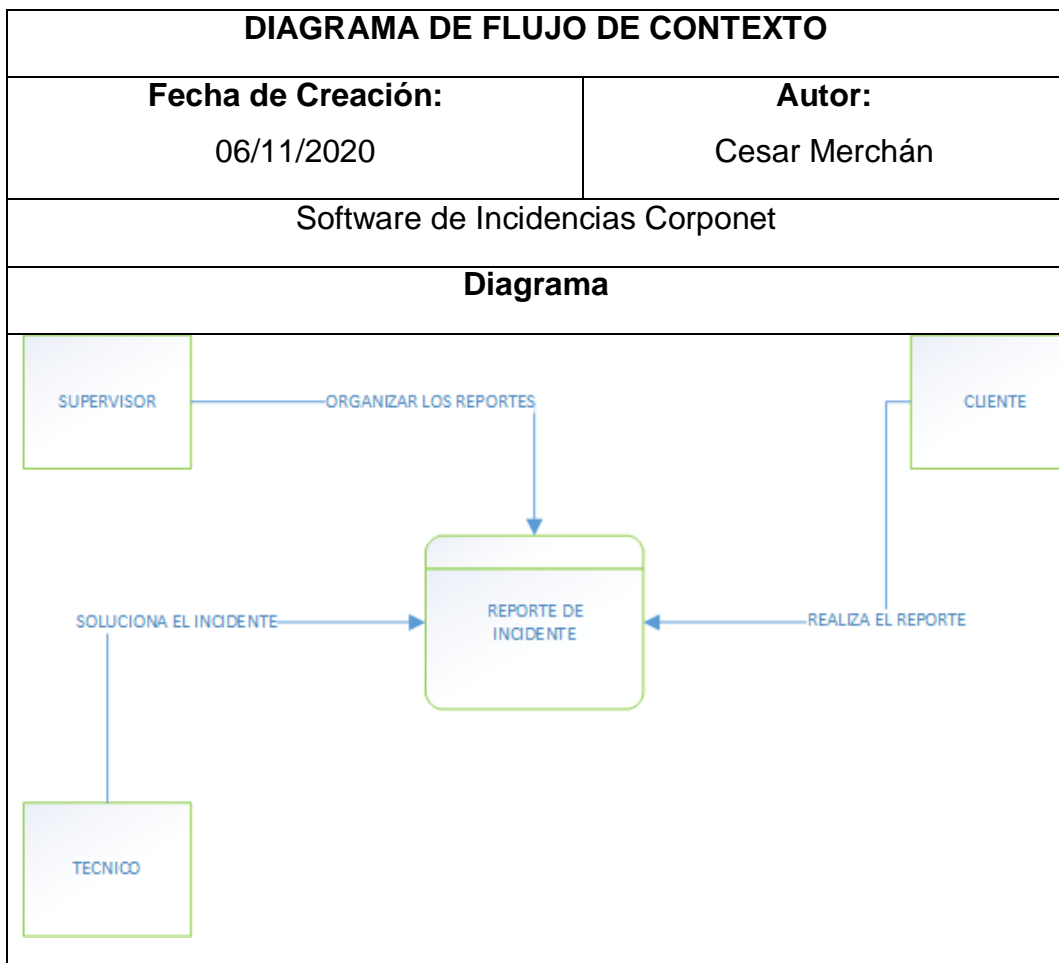 DIAGRAMA DE FLUJO DE CONTEXTO
Fecha de Creación:
06/11/2020
Autor:
Cesar Merchán
Software de Incidencias Corponet
Diagrama
SUPERVISOR
ORGANIZAR LOS REPORTES
CLIENTE
SOLUCIONA EL INCIDENTE
REPORTE DE
INCIDENTE
REALIZA EL REPORTE
TECNICO